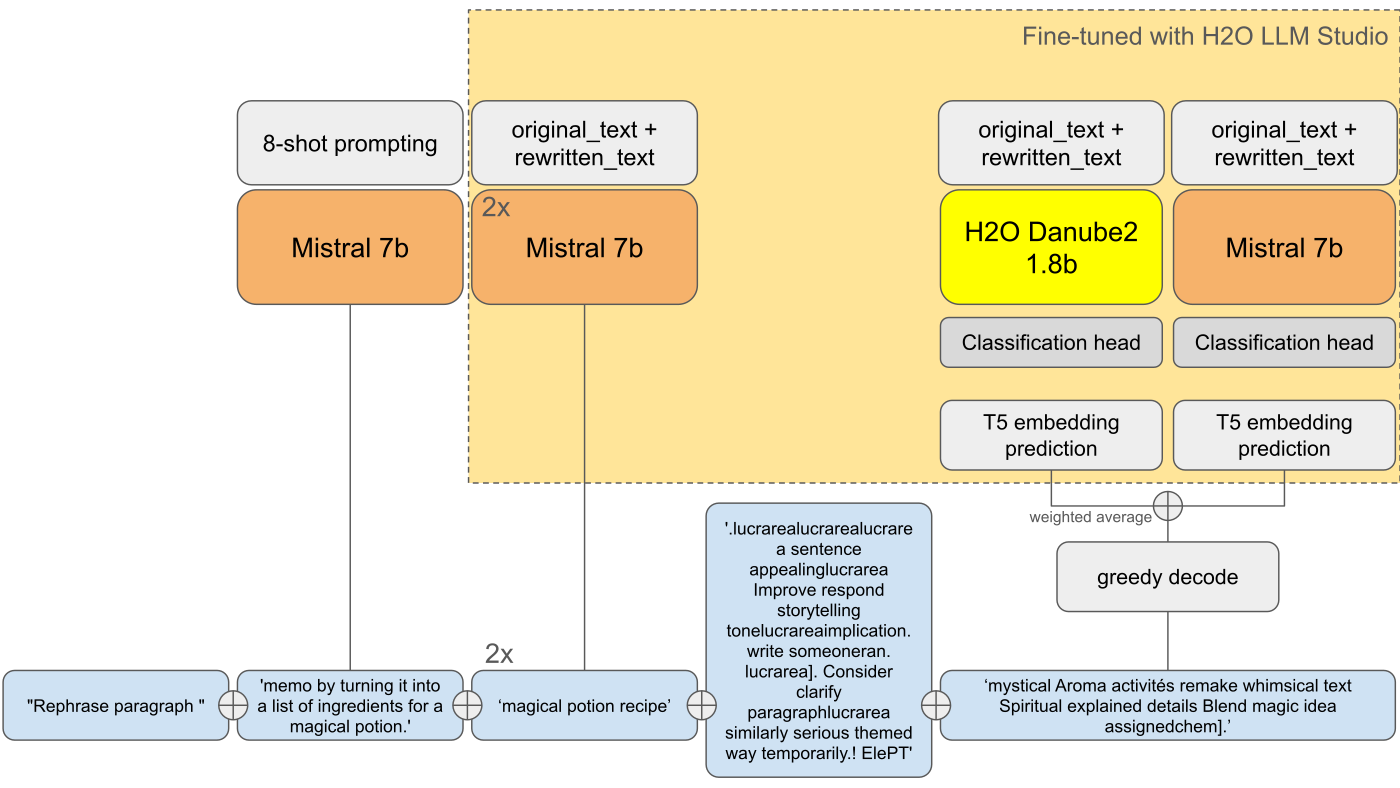 Fine-tuned with H2O LLM Studio
8-shot prompting
original_text +
rewritten_text
original_text +
rewritten_text
original_text +
rewritten_text
Mistral 7b
2x
Mistral 7b
H2O Danube2
1.8b
Mistral 7b
Classification head
Classification head
T5 embedding
prediction
T5 embedding
prediction
weighted average
greedy decode
2x
"Rephrase paragraph "
'memo by turning it into
a list of ingredients for a
magical potion.'
‘magical potion recipe’
'.lucrarealucrarealucrare
a sentence
appealinglucrarea
Improve respond
storytelling
tonelucrareaimplication.
write someoneran.
lucrarea]. Consider
clarify
paragraphlucrarea
similarly serious themed
way temporarily.! ElePT'
‘mystical Aroma activités remake whimsical text
Spiritual explained details Blend magic idea
assignedchem].’